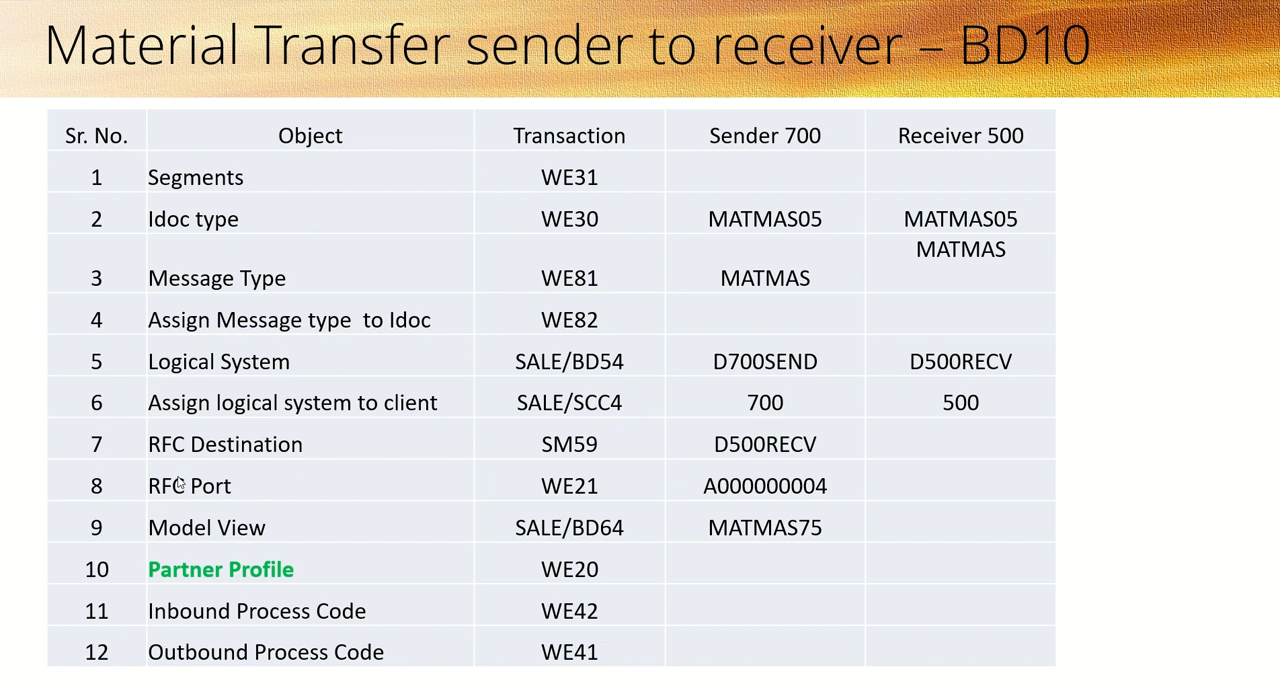 Material Transfer sender to receiver – BD10
Sr. No. Object Transaction Sender 700 Receiver 500
1 Segments WE31
2 Idoc type WE30 MATMAS05 MATMAS05
3 Message Type WE81 MATMAS MATMAS
4 Assign Message type to Idoc WE82
5 Logical System SALE/BD54 D700SEND D500RECV
6 Assign logical system to client SALE/SCC4 700 500
7 RFC Destination SM59 D500RECV
8 RFC Port WE21 A000000004
9 Model View SALE/BD64 MATMAS75
10 Partner Profile WE20
11 Inbound Process Code WE42
12 Outbound Process Code WE41